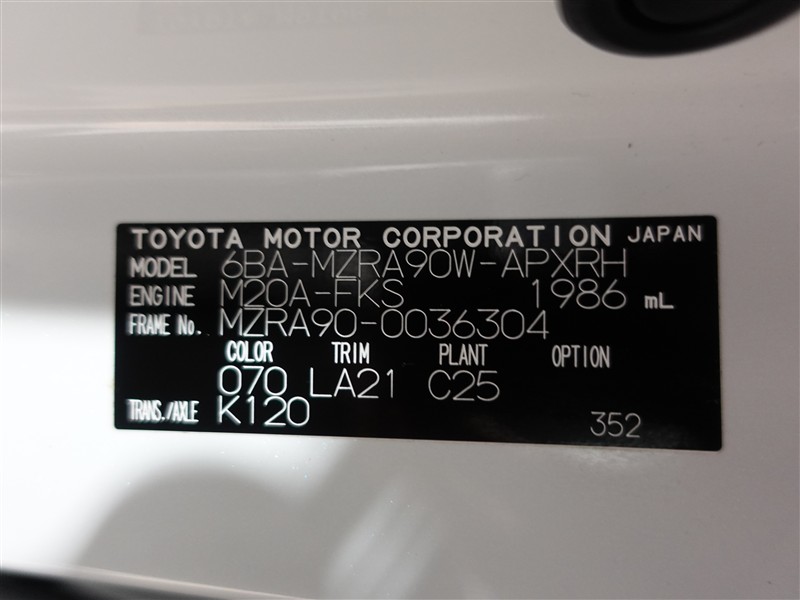 TOYOTA MOTOR CORPORATION JAPAN
MODEL 6BA-MZRA90W-APXRH
ENGINE M20A-FKS 1986 mL
FRAME No. MZRA90-0036304
COLOR TRIM PLANT OPTION
070 LA21 C25
TRANS./AXLE K120
352